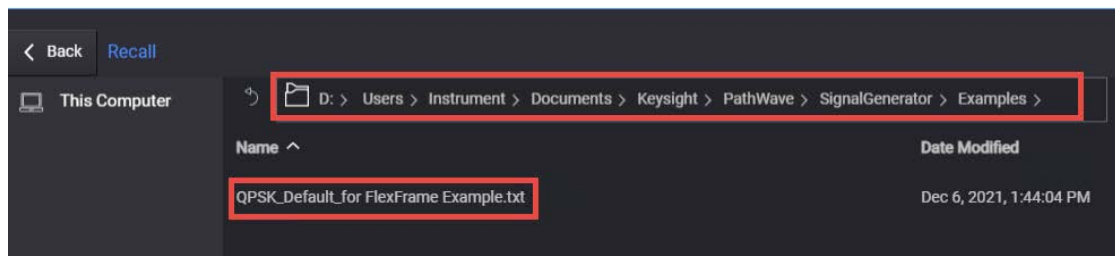 Back Recall
This Computer
D: > Users > Instrument > Documents > Keysight > PathWave > SignalGenerator > Examples >
Name Date Modified
QPSK_Default_for FlexFrame Example.txt Dec 6, 2021, 1:44:04 PM